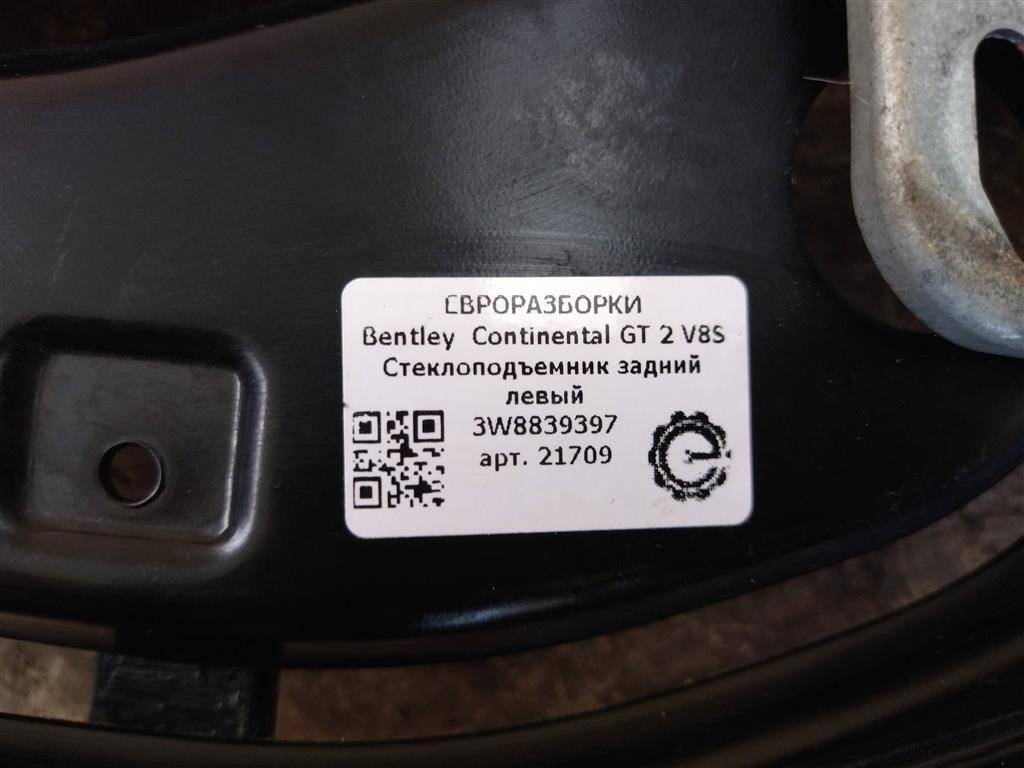 ЕВРОРАЗБОРКИ
Bentley Continental GT 2 V8S
Стеклоподъемник задний
левый
3W8839397
арт. 21709